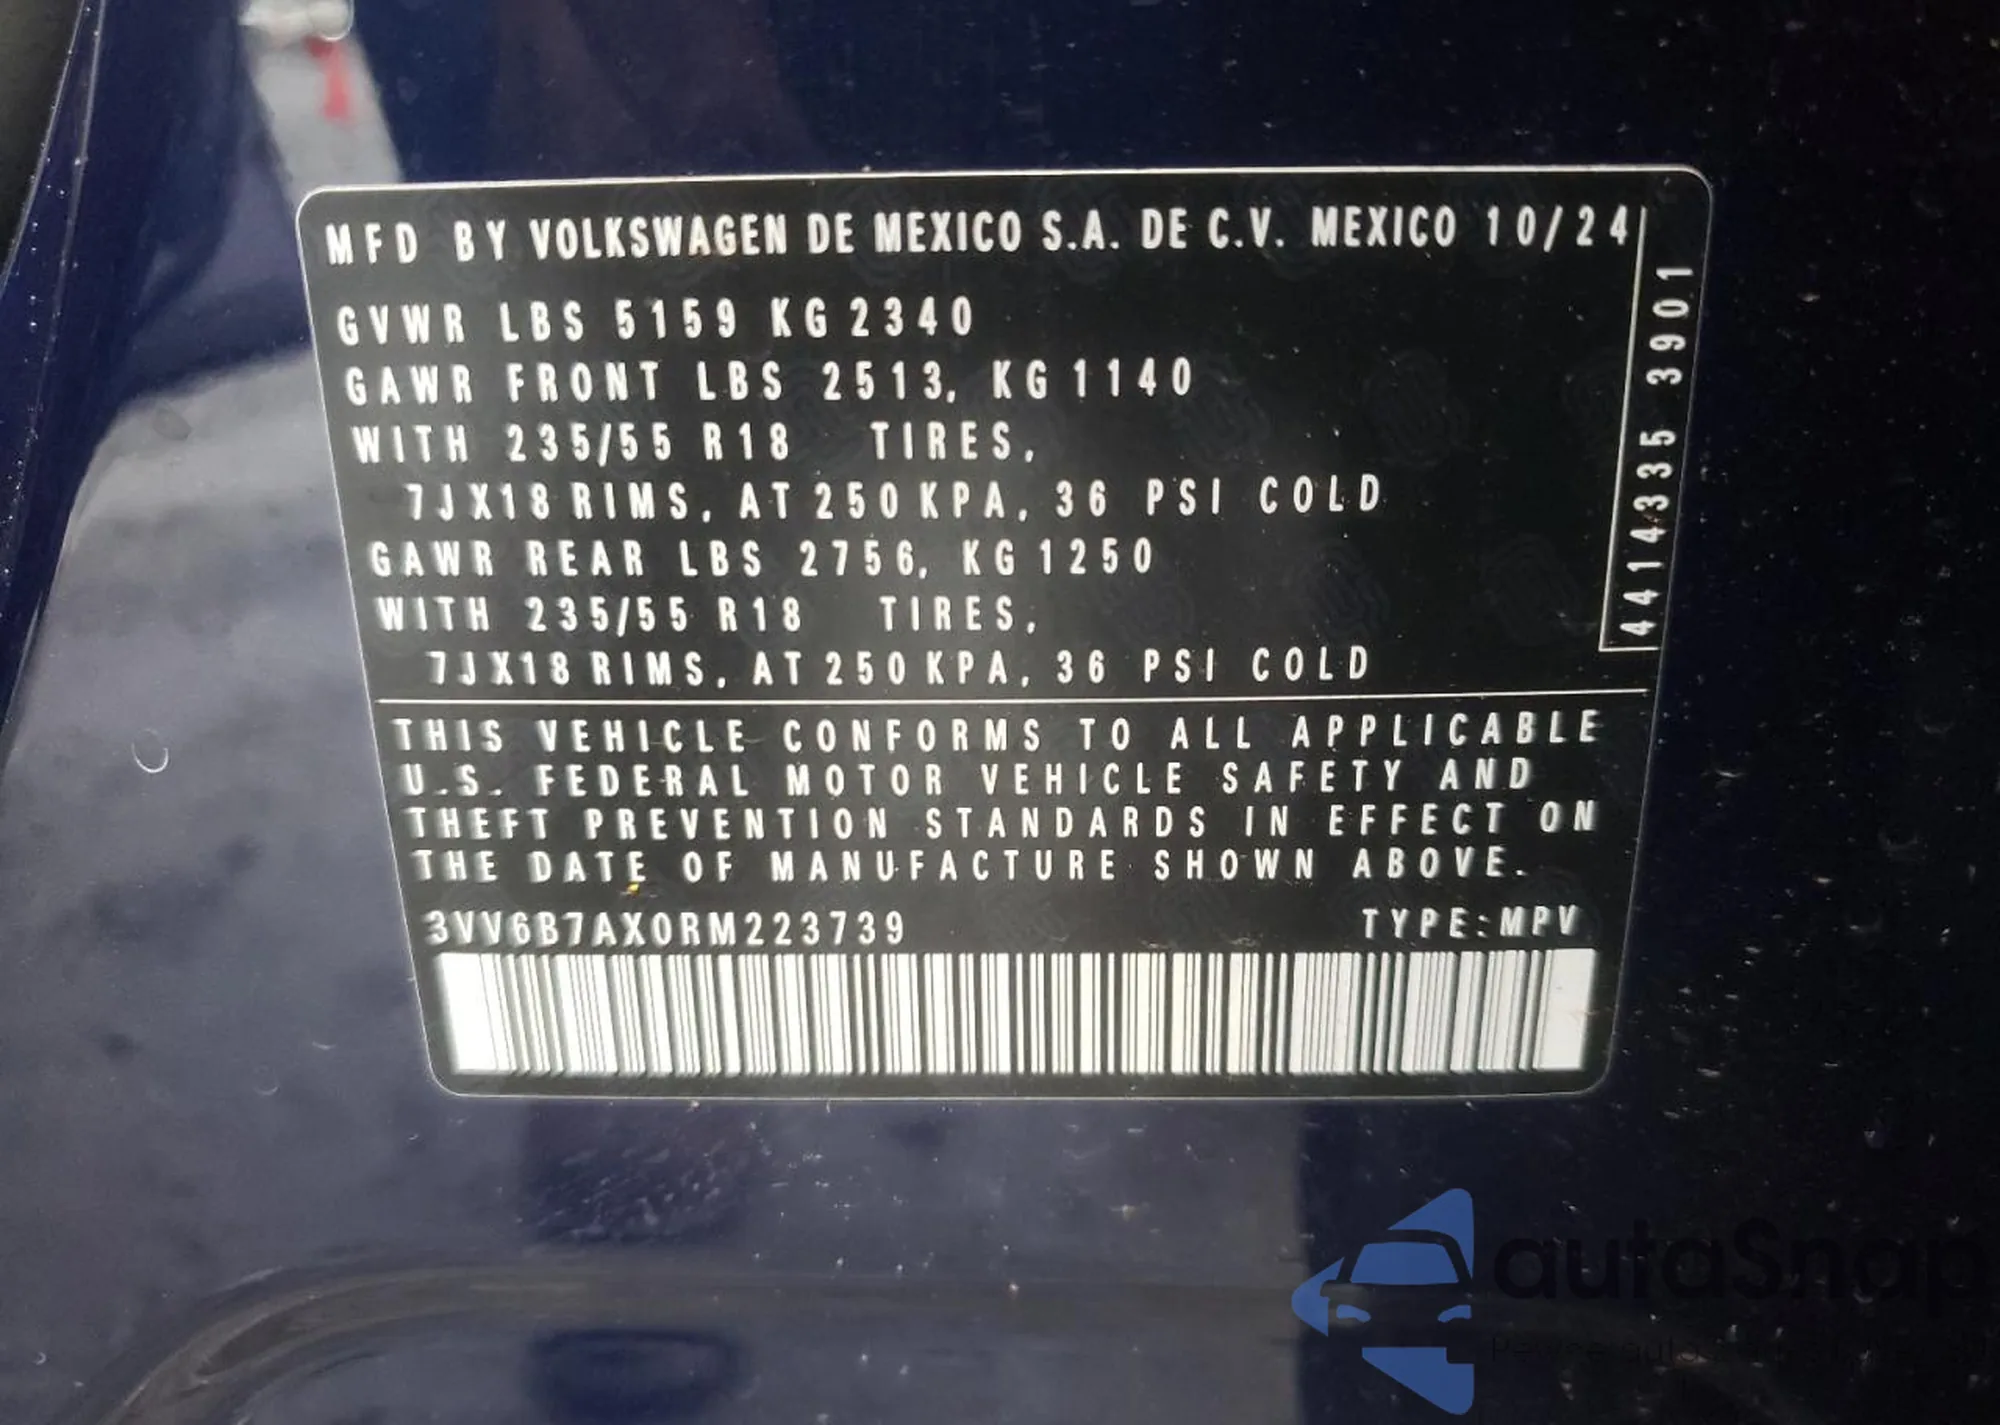 MFD BY VOLKSWAGEN DE MEXICO S.A. DE C.V. MEXICO 10/24
GVWR LBS 5159 KG 2340
GAWR FRONT LBS 2513, KG 1140
WITH 235/55 R18 TIRES,
7JX18 RIMS, AT 250 KPA, 36 PSI COLD
GAWR REAR LBS 2756, KG 1250
WITH 235/55 R18 TIRES,
7JX18 RIMS, AT 250 KPA, 36 PSI COLD
4414335 3901
THIS VEHICLE CONFORMS TO ALL APPLICABLE
U.S. FEDERAL MOTOR VEHICLE SAFETY AND
THEFT PREVENTION STANDARDS IN EFFECT ON
THE DATE OF MANUFACTURE SHOWN ABOVE.
3VV6B7AX0RM223739 TYPE:MPV
autoSnap